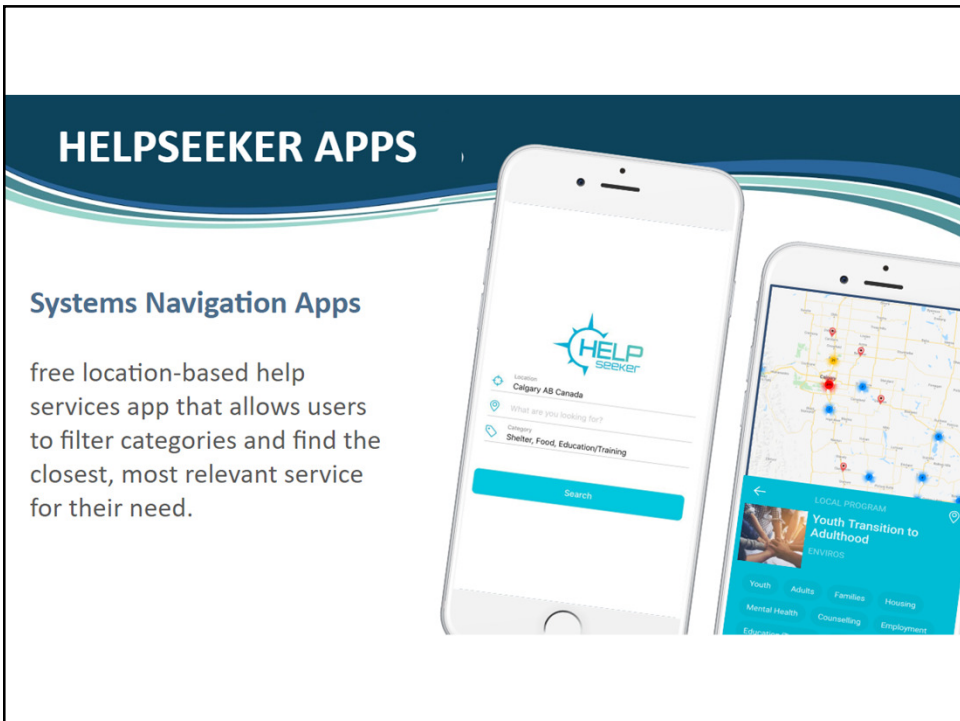 HELPSEEKER APPS
Systems Navigation Apps
free location-based help
services app that allows users
to filter categories and find the
closest, most relevant service
for their need.
HELP
seeker
Location
Calgary AB Canada
What are you looking for?
Category
Shelter, Food, Education/Training
Search
Calgary
LOCAL PROGRAM
Youth Transition to
Adulthood
ENVIROS
Youth Adults Families Housing
Mental Health Counselling Employment